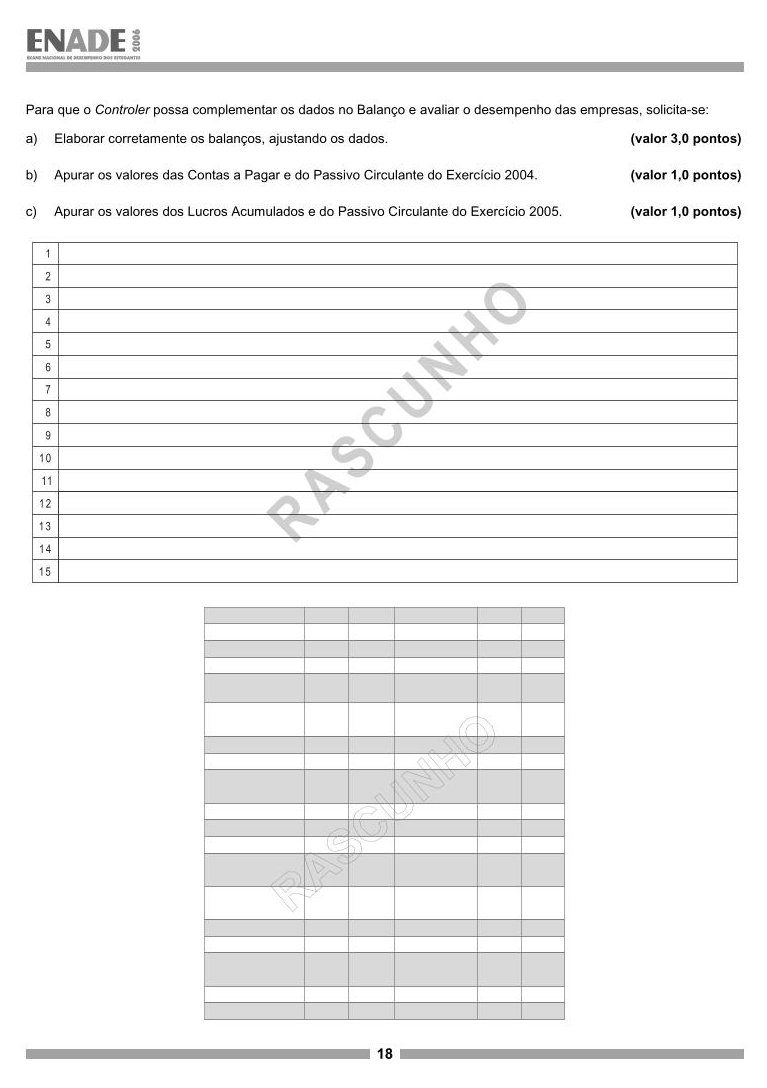 ENADE 2006
EXAME NACIONAL DE DESEMPENHO DOS ESTUDANTES
Para que o Controler possa complementar os dados no Balanço e avaliar o desempenho das empresas, solicita-se:
a) Elaborar corretamente os balanços, ajustando os dados. (valor 3,0 pontos)
b) Apurar os valores das Contas a Pagar e do Passivo Circulante do Exercício 2004. (valor 1,0 pontos)
c) Apurar os valores dos Lucros Acumulados e do Passivo Circulante do Exercício 2005. (valor 1,0 pontos)
1
2
3
4
5
6
7
8
9
10
11
12
13
14
15
RASCUNHO
RASCUNHO
18